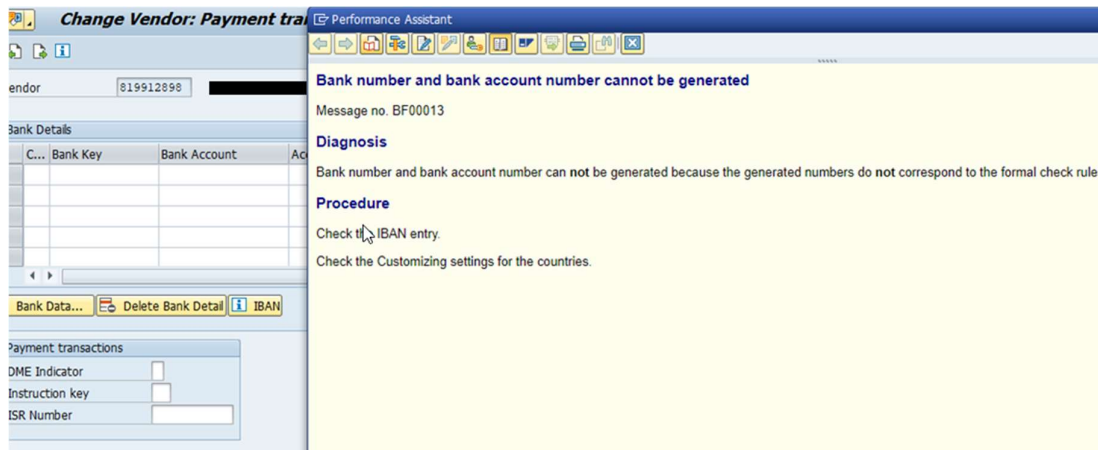 Change Vendor: Payment tra
Performance Assistant
endor 819912898
Bank Details
C... Bank Key Bank Account Ac
Bank Data... Delete Bank Detail IBAN
Payment transactions
DME Indicator
Instruction key
ISR Number
Bank number and bank account number cannot be generated
Message no. BF00013
Diagnosis
Bank number and bank account number can not be generated because the generated numbers do not correspond to the formal check rule
Procedure
Check the IBAN entry.
Check the Customizing settings for the countries.